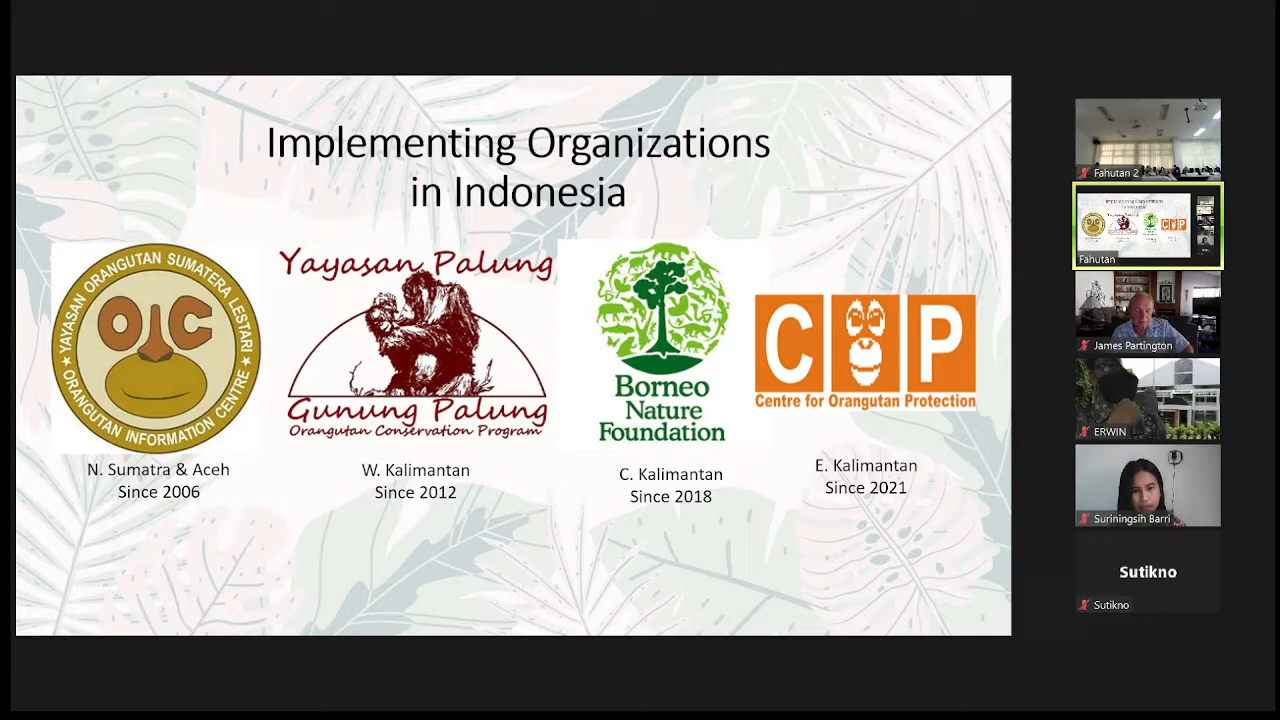 Implementing Organizations
in Indonesia
YAYASAN ORANGUTAN SUMATERA LESTARI
OIC
★ ORANGUTAN INFORMATION CENTRE ★
Yayasan Palung
Gunung Palung
Orangutan Conservation Program
Borneo
Nature
Foundation
COP
Centre for Orangutan Protection
N. Sumatra & Aceh
Since 2006
W. Kalimantan
Since 2012
C. Kalimantan
Since 2018
E. Kalimantan
Since 2021
Fahutan 2
Fahutan
James Partington
ERWIN
Suriningsih Barri
Sutikno
Sutikno